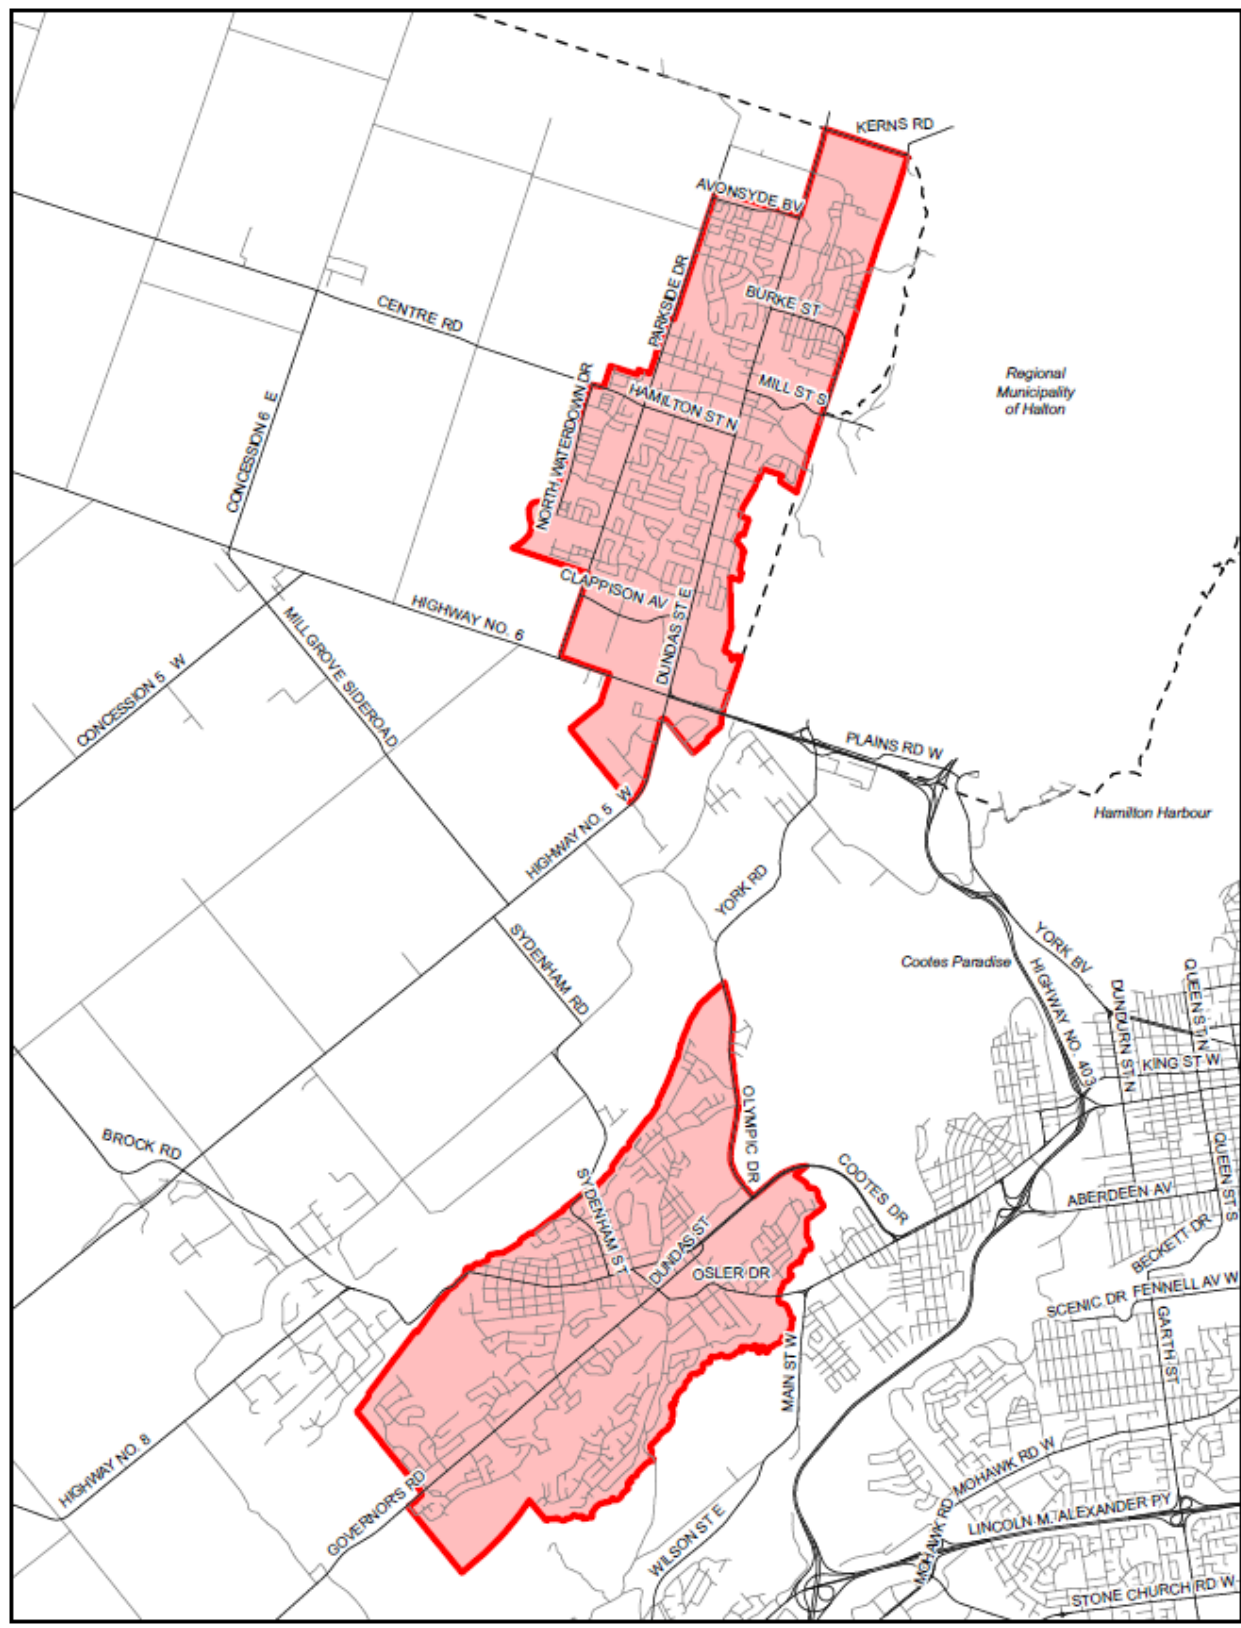 KERNS RD
AVONSYDE BV
PARKSIDE DR
BURKE ST
CENTRE RD
Regional
Municipality
of Halton
MILL ST S
HAMILTON ST N
NORTH WATERDOWN DR
CONCESSION 6 E
CLAPPISON AV
HIGHWAY NO. 6
DUNDAS ST E
MILLGROVE SIDEROAD
CONCESSION 5 W
PLAINS RD W
Hamilton Harbour
HIGHWAY NO. 5 W
YORK RD
SYDENHAM RD
Cootes Paradise
YORK BV
HIGHWAY NO. 403
DUNDURN ST N
QUEEN ST N
KING ST W
OLYMPIC DR
BROCK RD
COOTES DR
QUEEN ST S
ABERDEEN AV
SYDENHAM ST
DUNDAS ST
OSLER DR
BECKETT DR
SCENIC DR
FENNELL AV W
GARTH ST
MAIN ST W
HIGHWAY NO. 8
GOVERNOR'S RD
MOHAWK RD W
LINCOLN M. ALEXANDER PY
MOHAWK RD
WILSON ST E
STONE CHURCH RD W